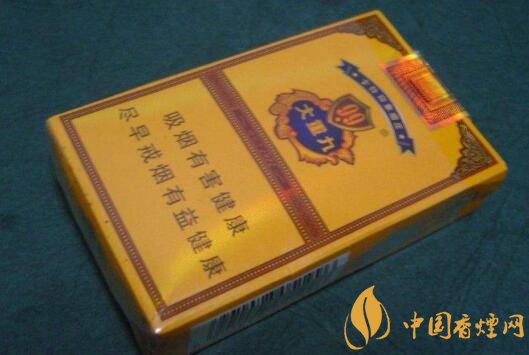 99
大重九
吸烟有害健康
尽早戒烟有益健康
中国香烟网